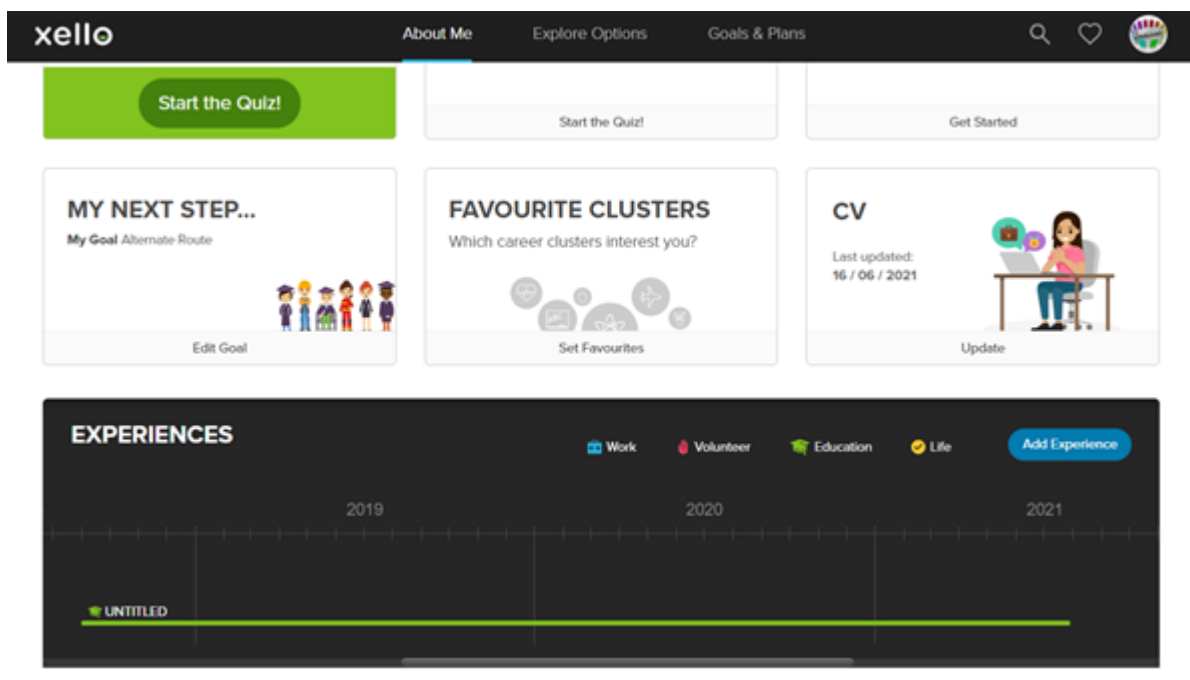 xello
About Me
Explore Options
Goals & Plans
Start the Quiz!
Start the Quiz!
Get Started
MY NEXT STEP...
My Goal Alternate Route
Edit Goal
FAVOURITE CLUSTERS
Which career clusters interest you?
Set Favourites
CV
Last updated:
16 / 06 / 2021
Update
EXPERIENCES
Work
Volunteer
Education
Life
Add Experience
2019
2020
2021
UNTITLED